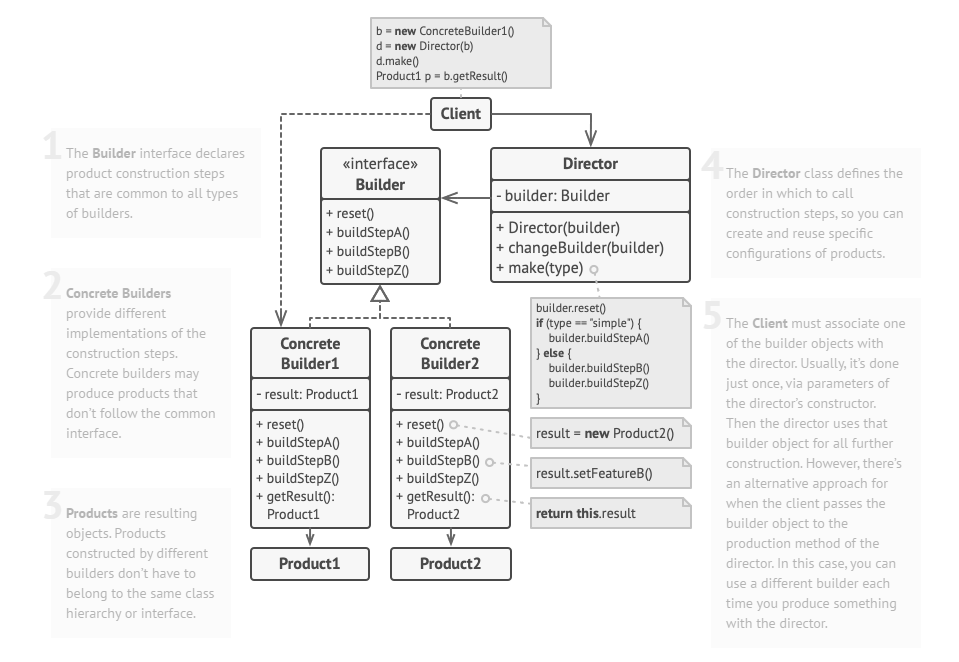 b = new ConcreteBuilder1()
d = new Director(b)
d.make()
Product1 p = b.getResult()
Client
1
The Builder interface declares
product construction steps
that are common to all types
of builders.
2
Concrete Builders
provide different
implementations of the
construction steps.
Concrete builders may
produce products that
don't follow the common
interface.
3
Products are resulting
objects. Products
constructed by different
builders don't have to
belong to the same class
hierarchy or interface.
«interface»
Builder
+ reset()
+ buildStepA()
+ buildStepB()
+ buildStepZ()
Director
- builder: Builder
+ Director(builder)
+ changeBuilder(builder)
+ make(type)
builder.reset()
if (type == "simple") {
builder.buildStepA()
} else {
builder.buildStepB()
builder.buildStepZ()
}
Concrete
Builder1
- result: Product1
+ reset()
+ buildStepA()
+ buildStepB()
+ buildStepZ()
+ getResult():
Product1
Product1
Concrete
Builder2
- result: Product2
+ reset()
+ buildStepA()
+ buildStepB()
+ buildStepZ()
+ getResult():
Product2
Product2
result = new Product2()
result.setFeatureB()
return this.result
4
The Director class defines the
order in which to call
construction steps, so you can
create and reuse specific
configurations of products.
5
The Client must associate one
of the builder objects with
the director. Usually, it's done
just once, via parameters of
the director's constructor.
Then the director uses that
builder object for all further
construction. However, there's
an alternative approach for
when the client passes the
builder object to the
production method of the
director. In this case, you can
use a different builder each
time you produce something
with the director.